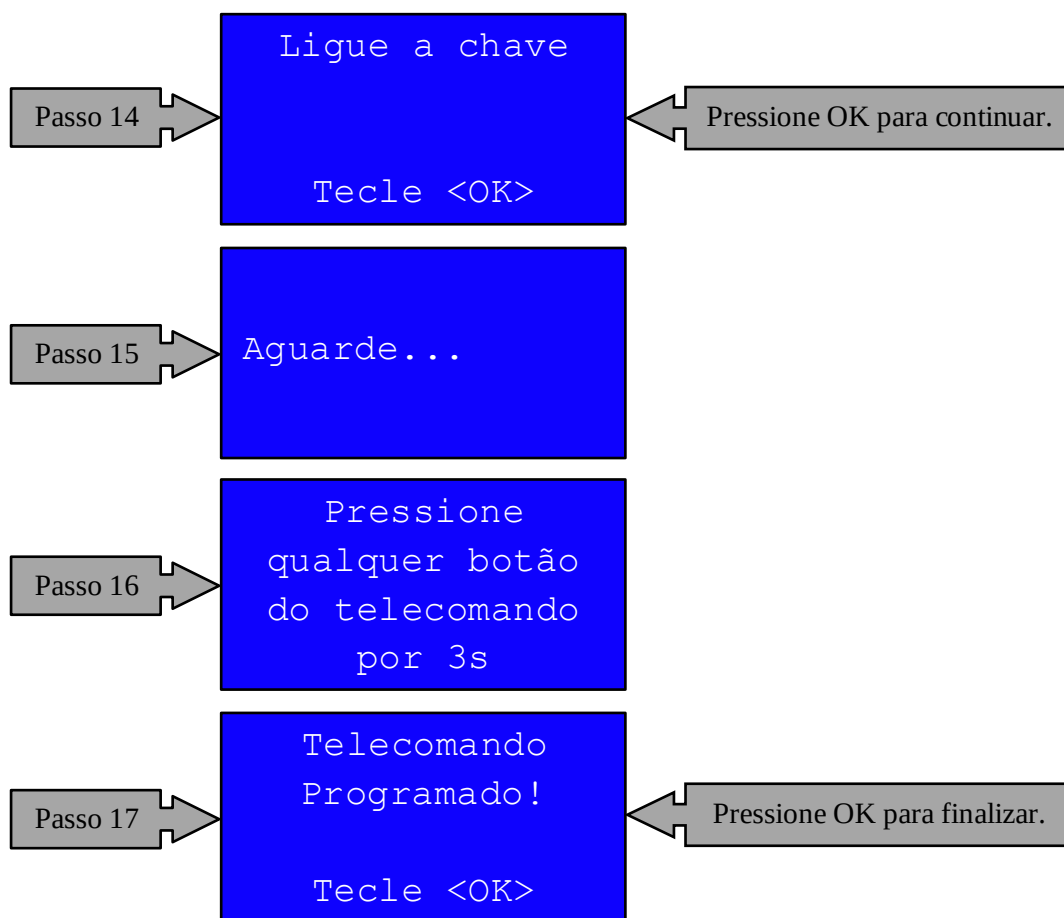 Ligue a chave
Passo 14
Pressione OK para continuar.
Tecle <OK>
Passo 15
Aguarde...
Pressione
qualquer botão
Passo 16
do telecomando
por 3s
Telecomando
Programado!
Passo 17
Pressione OK para finalizar.
Tecle <OK>